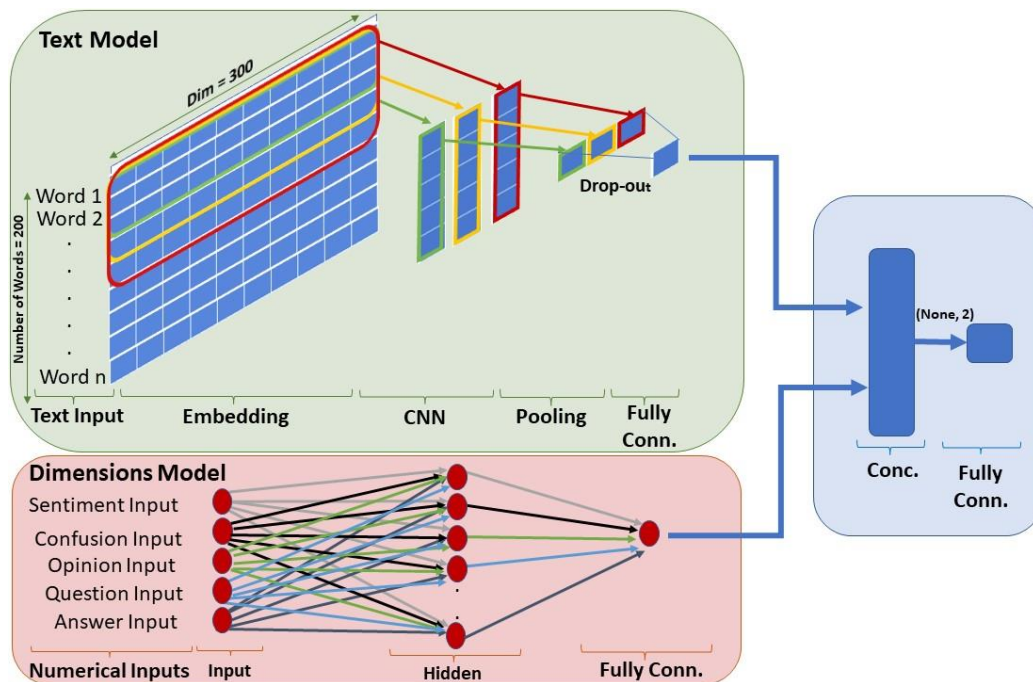 Text Model
Dim = 300
Number of Words = 200
Word 1
Word 2
.
.
.
.
.
.
Word n
Drop-out
Text Input
Embedding
CNN
Pooling
Fully
Conn.
Dimensions Model
Sentiment Input
Confusion Input
Opinion Input
Question Input
Answer Input
.
.
Numerical Inputs
Input
Hidden
Fully Conn.
(None, 2)
Conc.
Fully
Conn.